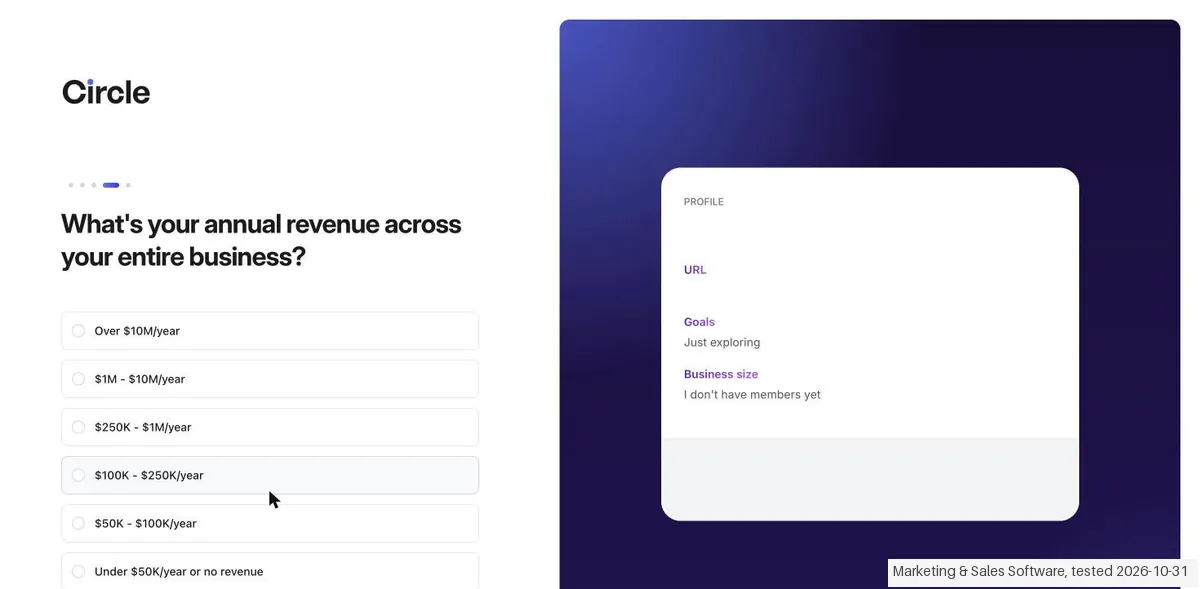 Circle
What's your annual revenue across
your entire business?
Over $10M/year
$1M - $10M/year
$250K - $1M/year
$100K - $250K/year
$50K - $100K/year
Under $50K/year or no revenue
PROFILE
URL
Goals
Just exploring
Business size
I don't have members yet
Marketing & Sales Software, tested 2026-10-31